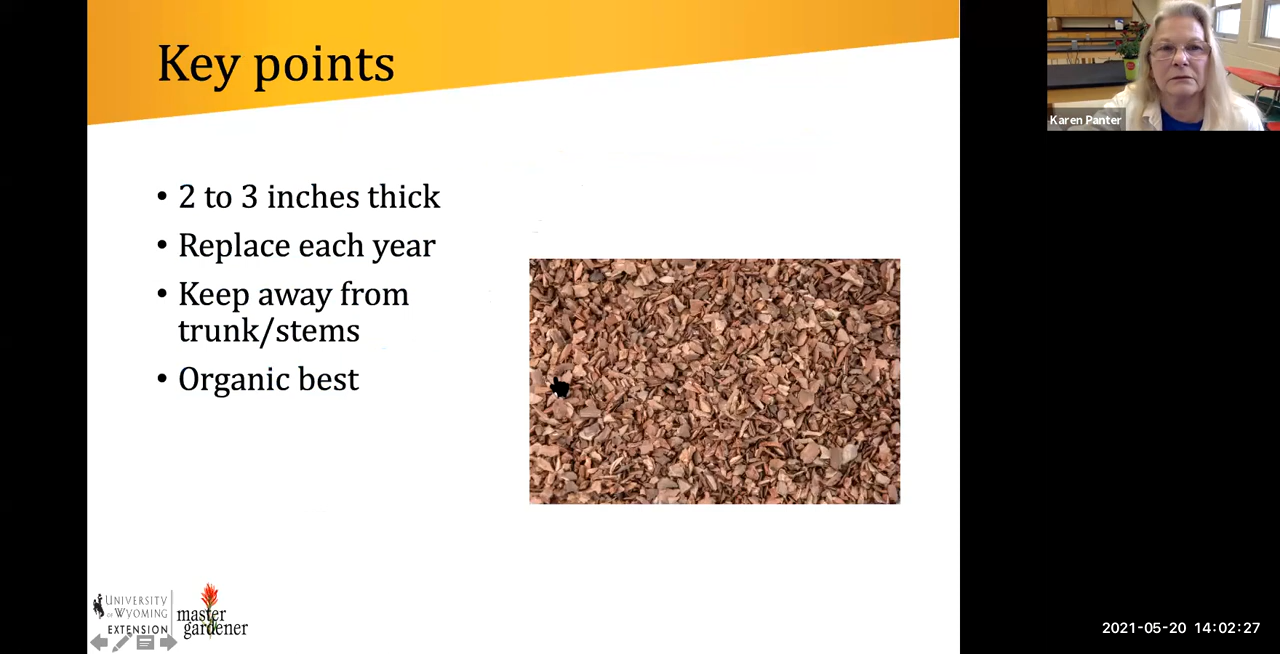 Key points
Karen Panter
• 2 to 3 inches thick
• Replace each year
• Keep away from
trunk/stems
• Organic best
UNIVERSITY
OF WYOMING
EXTENSION
master
gardener
2021-05-20 14:02:27